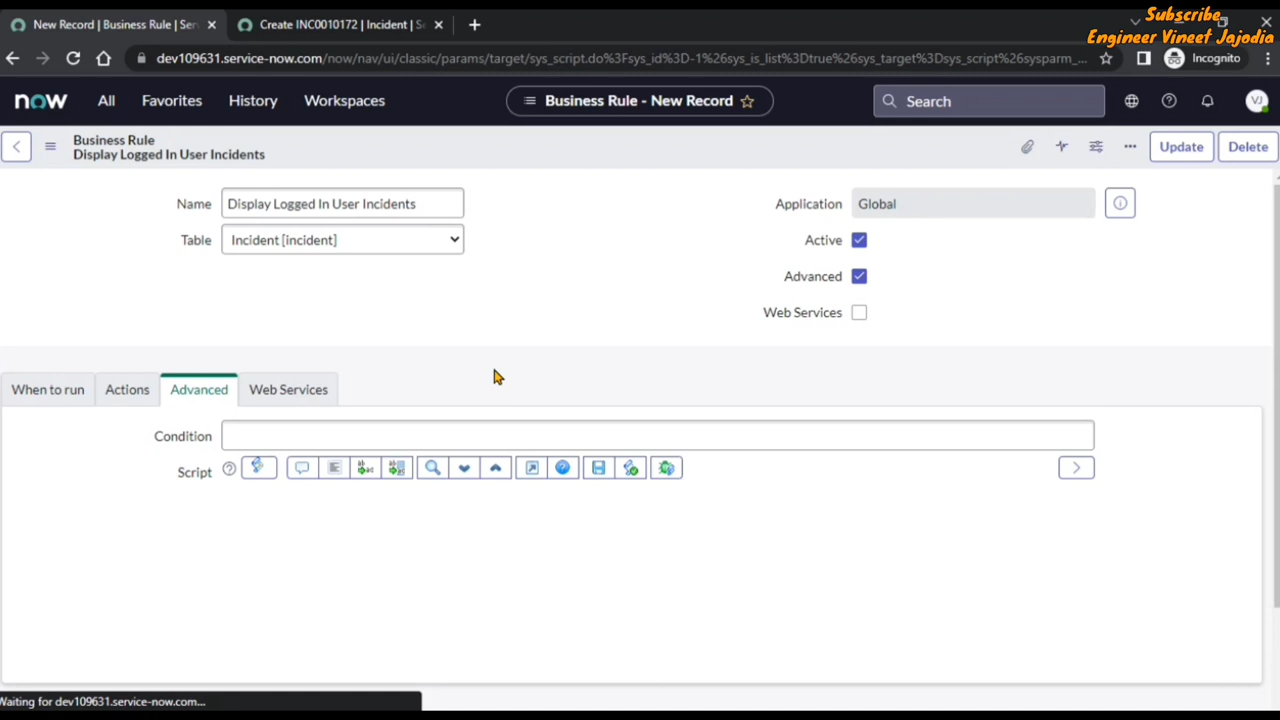 New Record | Business Rule | Ser
Create INC0010172 | Incident | Se
Subscribe
Engineer Vineet Jajodia
dev109631.service-now.com/now/nav/ui/classic/params/target/sys_script.do%3Fsys_id%3D-1%26sys_is_list%3Dtrue%26sys_target%3Dsys_script%26sysparm_...
Incognito
now
All
Favorites
History
Workspaces
Business Rule - New Record
Search
VJ
Business Rule
Display Logged In User Incidents
Update
Delete
Name
Display Logged In User Incidents
Application
Global
Table
Incident [incident]
Active
Advanced
Web Services
When to run
Actions
Advanced
Web Services
Condition
Script
Waiting for dev109631.service-now.com...